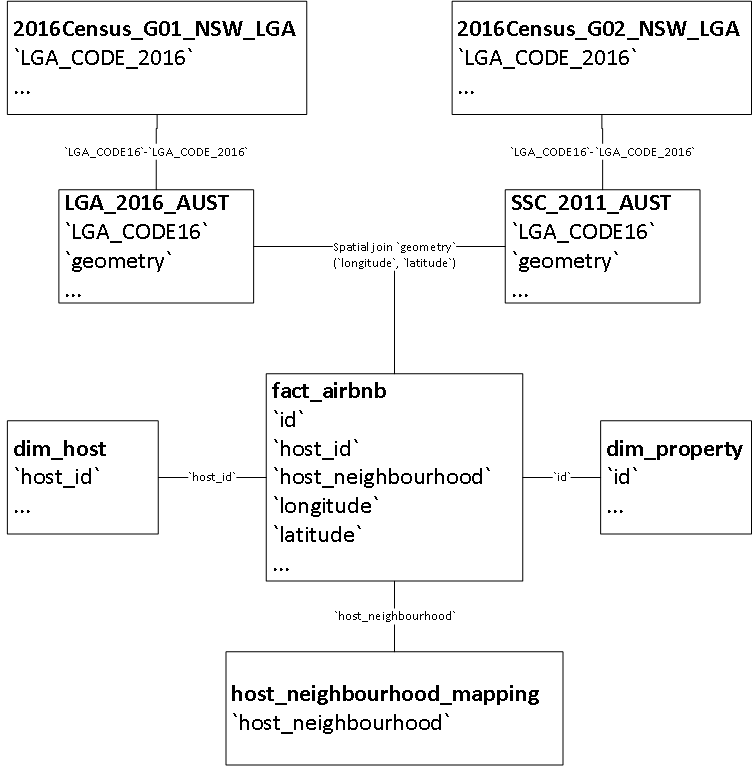 2016Census_G01_NSW_LGA
`LGA_CODE_2016`
...
2016Census_G02_NSW_LGA
`LGA_CODE_2016`
...
`LGA_CODE16`-`LGA_CODE_2016`
`LGA_CODE16`-`LGA_CODE_2016`
LGA_2016_AUST
`LGA_CODE16`
`geometry`
...
SSC_2011_AUST
`LGA_CODE16`
`geometry`
...
Spatial join `geometry`
(`longitude`, `latitude`)
fact_airbnb
`id`
`host_id`
`host_neighbourhood`
`longitude`
`latitude`
...
dim_host
`host_id`
...
`host_id`
`id`
dim_property
`id`
...
`host_neighbourhood`
host_neighbourhood_mapping
`host_neighbourhood`